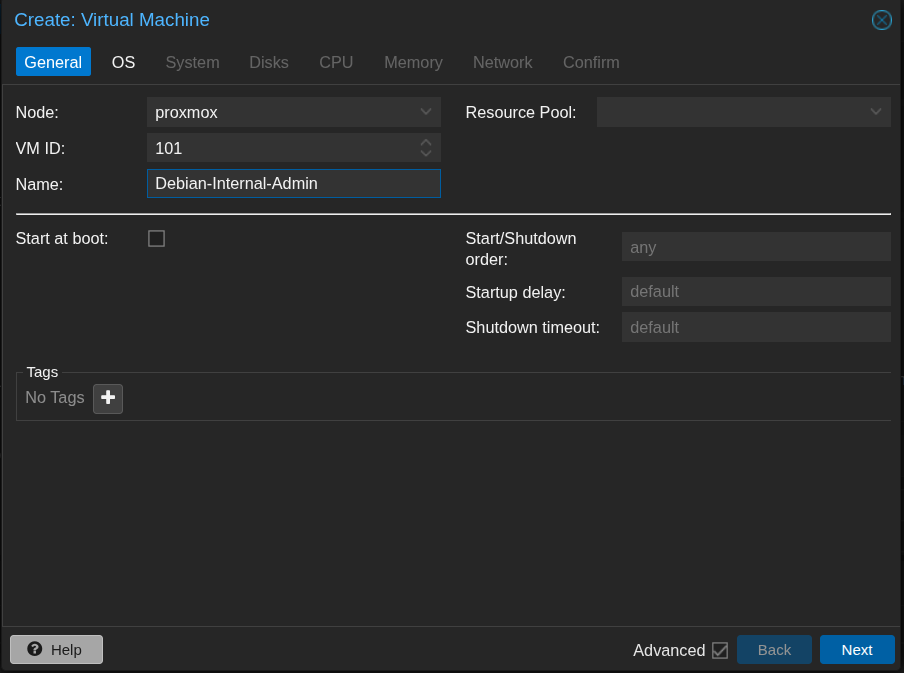 Create: Virtual Machine
General OS System Disks CPU Memory Network Confirm
Node: proxmox Resource Pool:
VM ID: 101
Name: Debian-Internal-Admin
Start at boot: Start/Shutdown order: any
Startup delay: default
Shutdown timeout: default
Tags
No Tags
Help Advanced Back Next